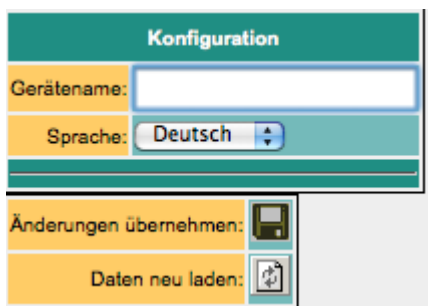 Konfiguration
Gerätename:
Sprache: Deutsch
Änderungen übernehmen:
Daten neu laden: